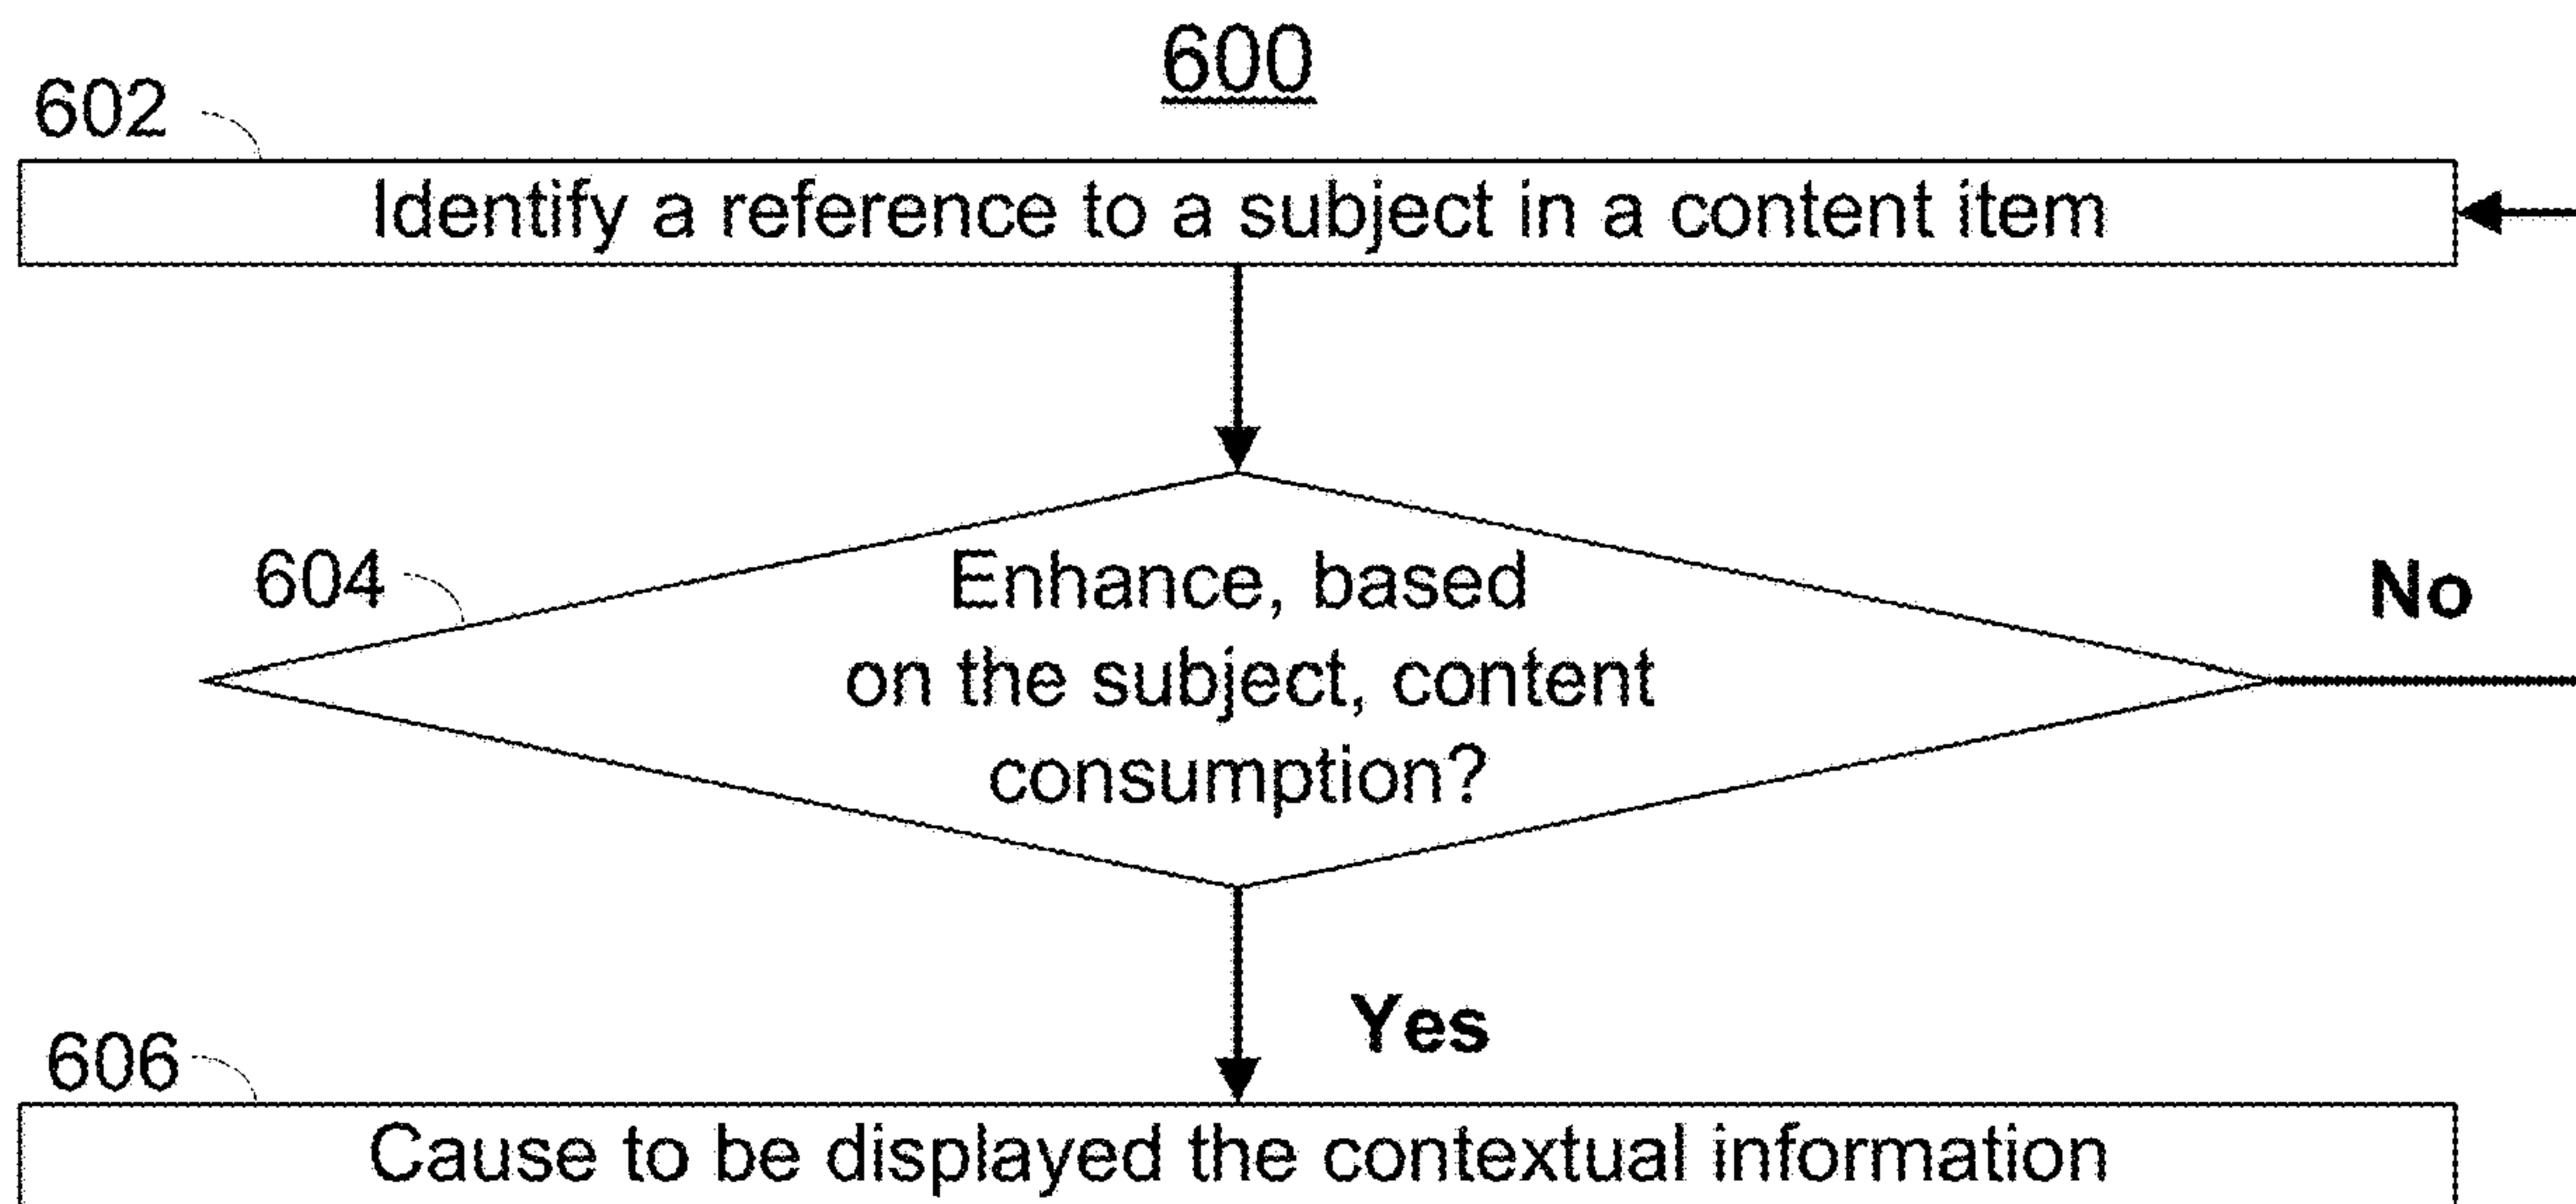 600
602
Identify a reference to a subject in a content item
604
Enhance, based
on the subject, content
consumption?
No
Yes
606
Cause to be displayed the contextual information